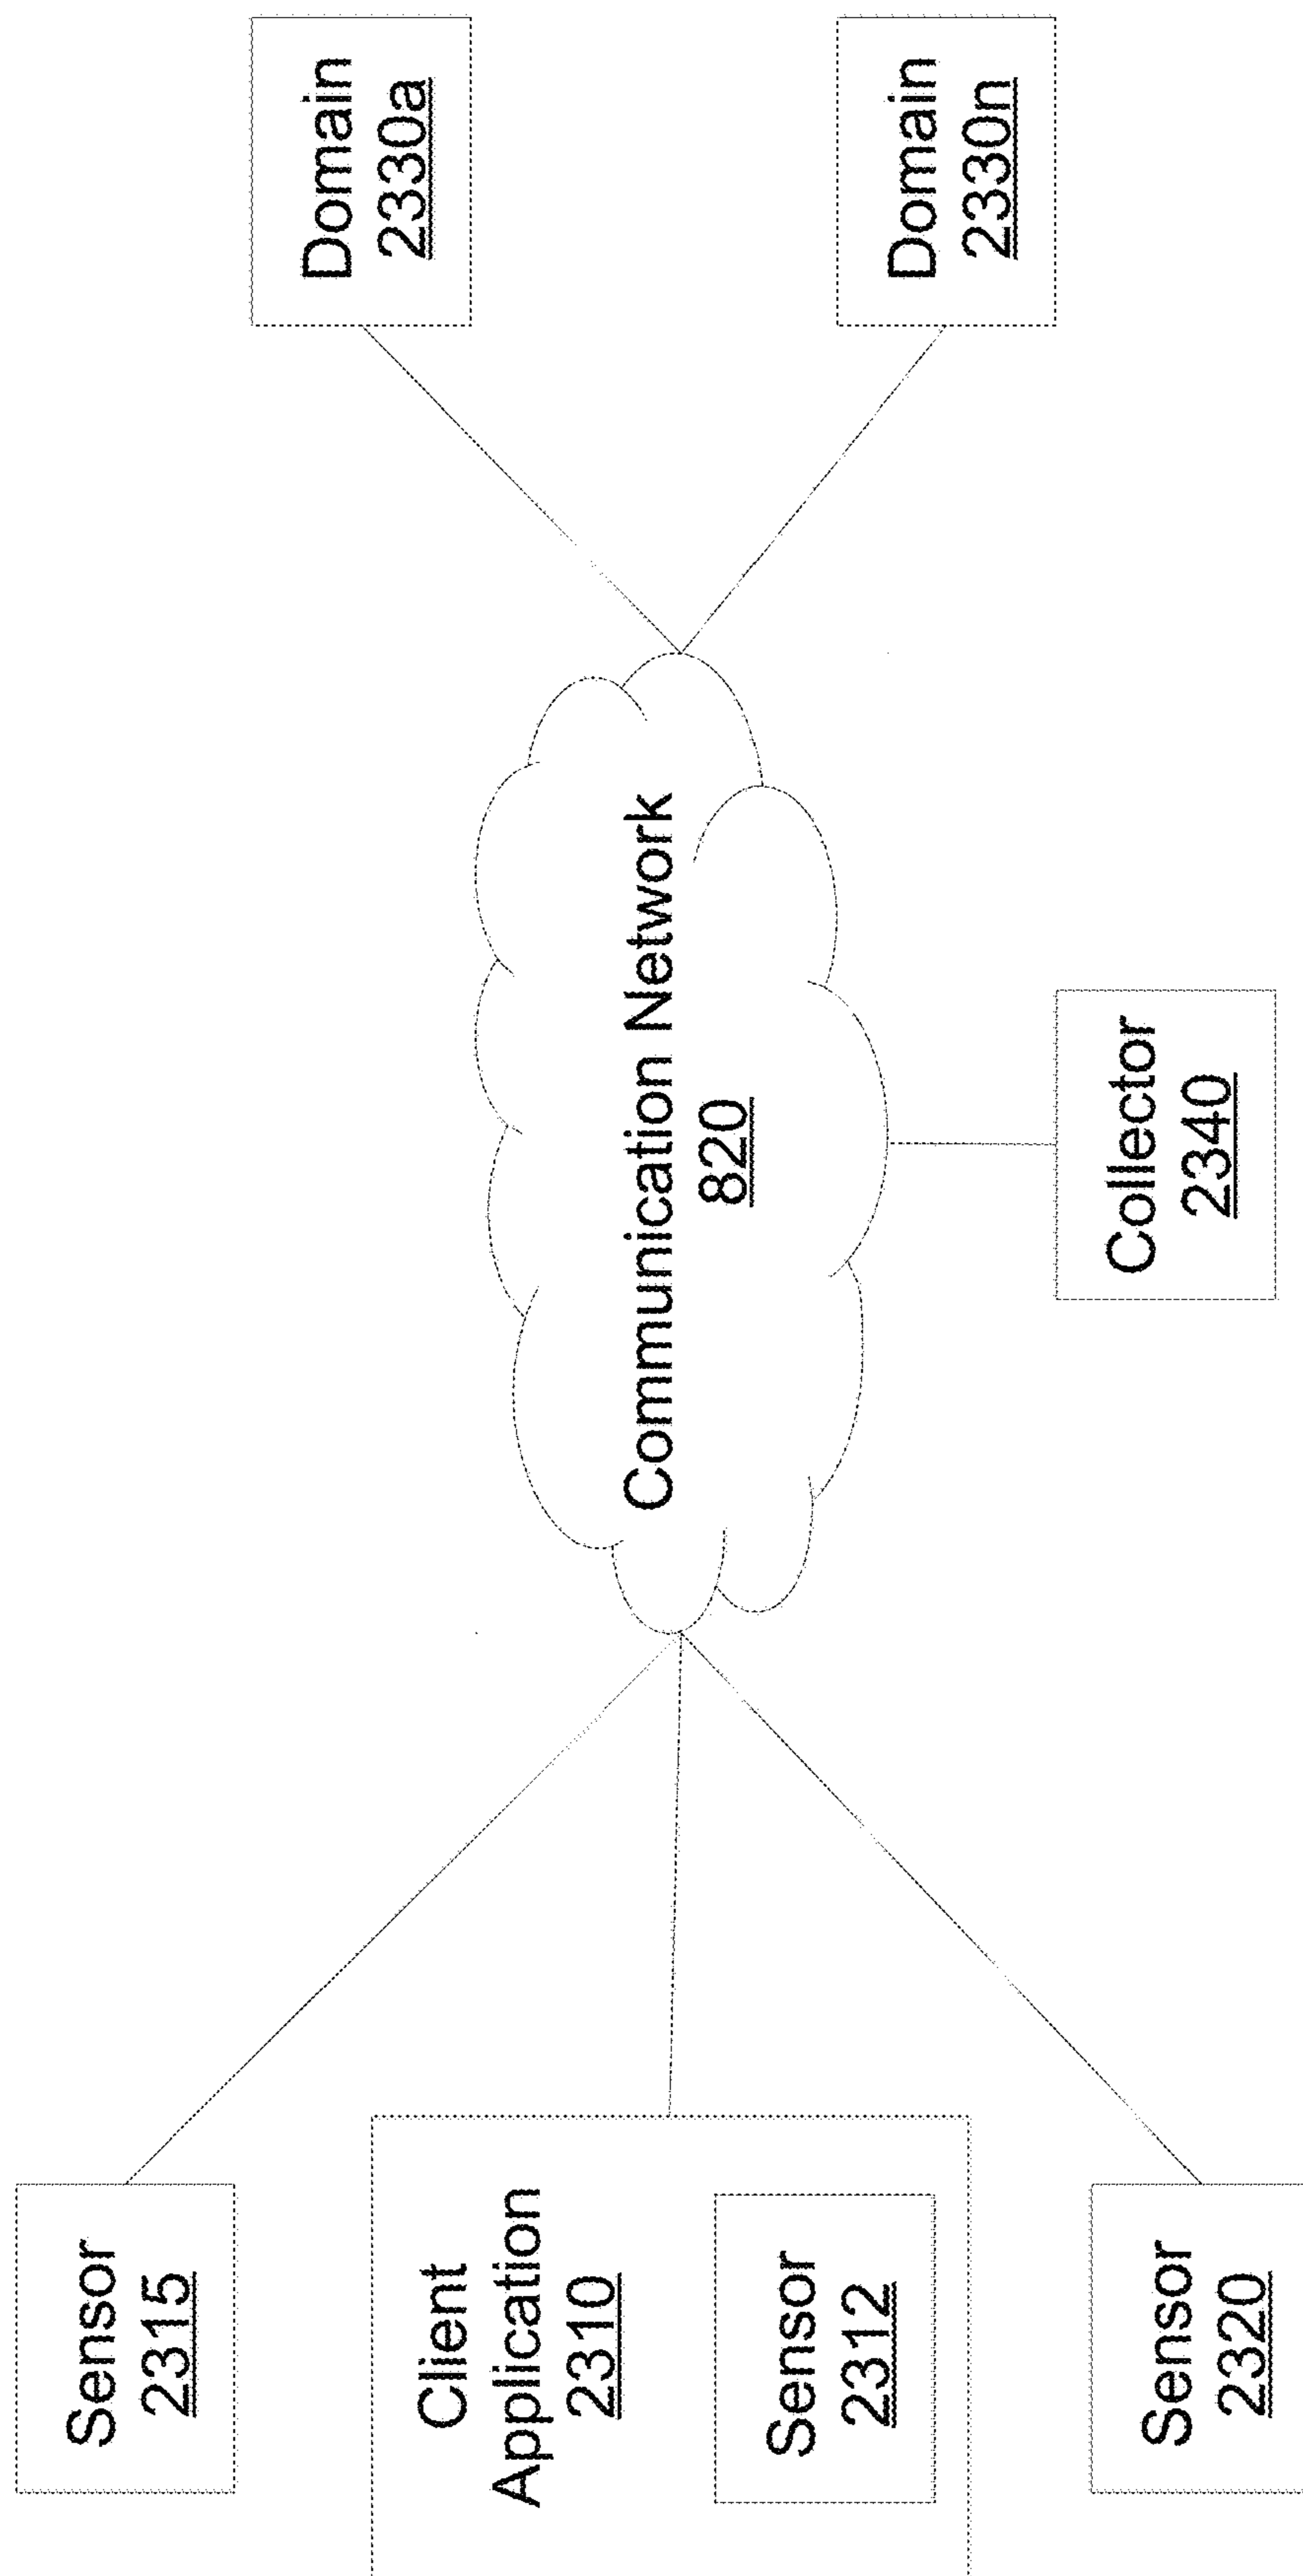 Sensor
2315
Client
Application
2310
Sensor
2312
Sensor
2320
Communication Network
820
Collector
2340
Domain
2330a
Domain
2330n